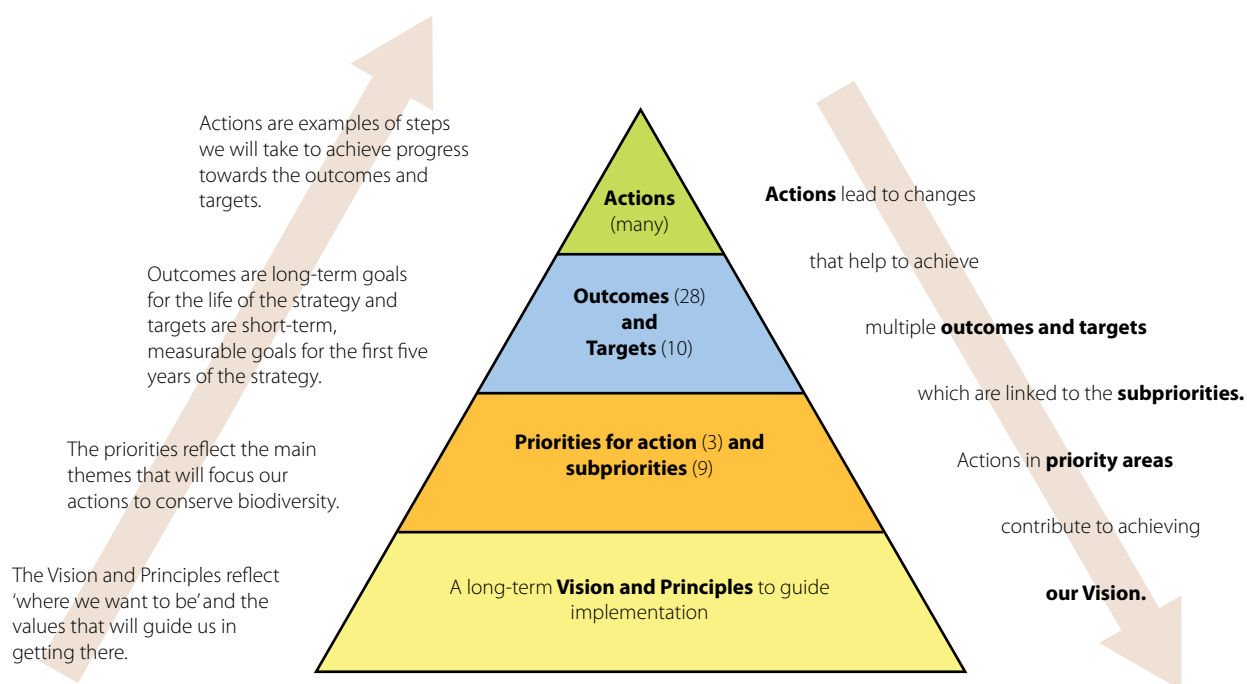 Actions are examples of steps
we will take to achieve progress
towards the outcomes and
targets.
Outcomes are long-term goals
for the life of the strategy and
targets are short-term,
measurable goals for the first five
years of the strategy.
The priorities reflect the main
themes that will focus our
actions to conserve biodiversity.
The Vision and Principles reflect
‘where we want to be’ and the
values that will guide us in
getting there.
Actions
(many)
Outcomes (28)
and
Targets (10)
Priorities for action (3) and
subpriorities (9)
A long-term Vision and Principles to guide
implementation
Actions lead to changes
that help to achieve
multiple outcomes and targets
which are linked to the subpriorities.
Actions in priority areas
contribute to achieving
our Vision.